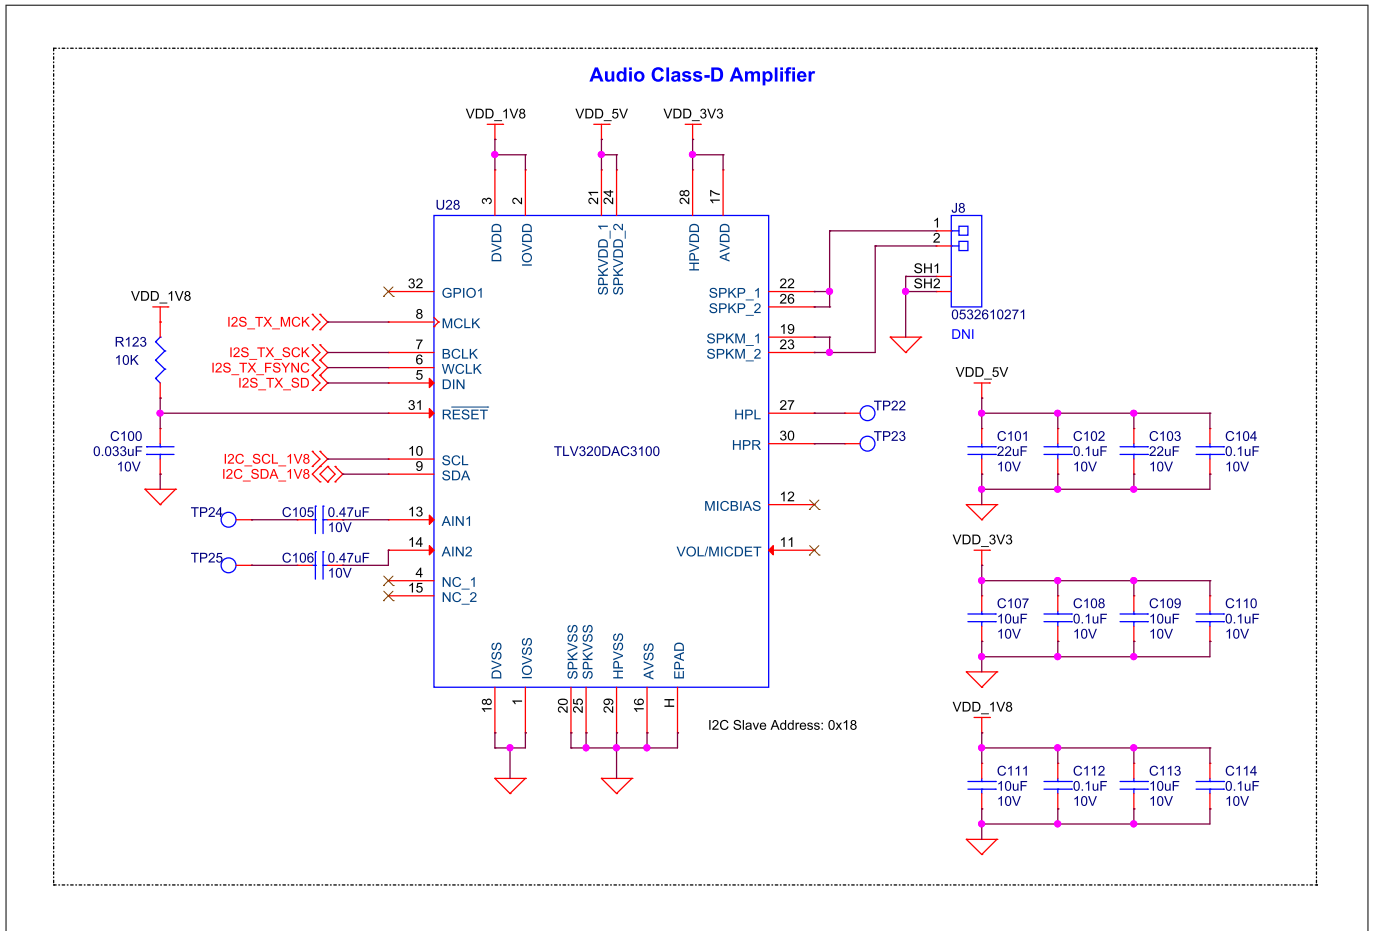 Audio Class-D Amplifier
VDD_1V8
VDD_5V
VDD_3V3
3
2
21
24
28
17
U28
DVDD
IOVDD
SPKVDD_1
SPKVDD_2
HPVDD
AVDD
J8
1
2
SH1
SH2
0532610271
DNI
32
GPIO1
VDD_1V8
I2S_TX_MCK
8
MCLK
R123
10K
I2S_TX_SCK
7
BCLK
I2S_TX_FSYNC
6
WCLK
I2S_TX_SD
5
DIN
31
RESET
C100
0.033uF
10V
I2C_SCL_1V8
10
SCL
I2C_SDA_1V8
9
SDA
TP24
C105
0.47uF
10V
13
AIN1
TP25
C106
0.47uF
10V
14
AIN2
4
NC_1
15
NC_2
TLV320DAC3100
SPKP_1
22
SPKP_2
26
SPKM_1
19
SPKM_2
23
HPL
27
TP22
HPR
30
TP23
MICBIAS
12
VOL/MICDET
11
DVSS
IOVSS
SPKVSS
SPKVSS
HPVSS
AVSS
EPAD
18
1
20
25
29
16
H
I2C Slave Address: 0x18
VDD_5V
C101
22uF
10V
C102
0.1uF
10V
C103
22uF
10V
C104
0.1uF
10V
VDD_3V3
C107
10uF
10V
C108
0.1uF
10V
C109
10uF
10V
C110
0.1uF
10V
VDD_1V8
C111
10uF
10V
C112
0.1uF
10V
C113
10uF
10V
C114
0.1uF
10V